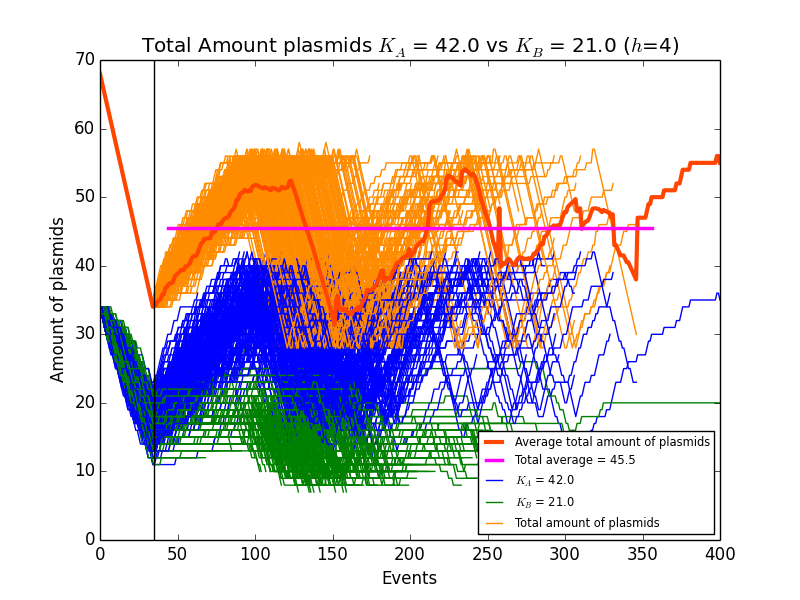 Total Amount plasmids K_A = 42.0 vs K_B = 21.0 (h=4)
70
60
50
40
30
20
10
0
Amount of plasmids
Average total amount of plasmids
Total average = 45.5
K_A = 42.0
K_B = 21.0
Total amount of plasmids
0 50 100 150 200 250 300 350 400
Events